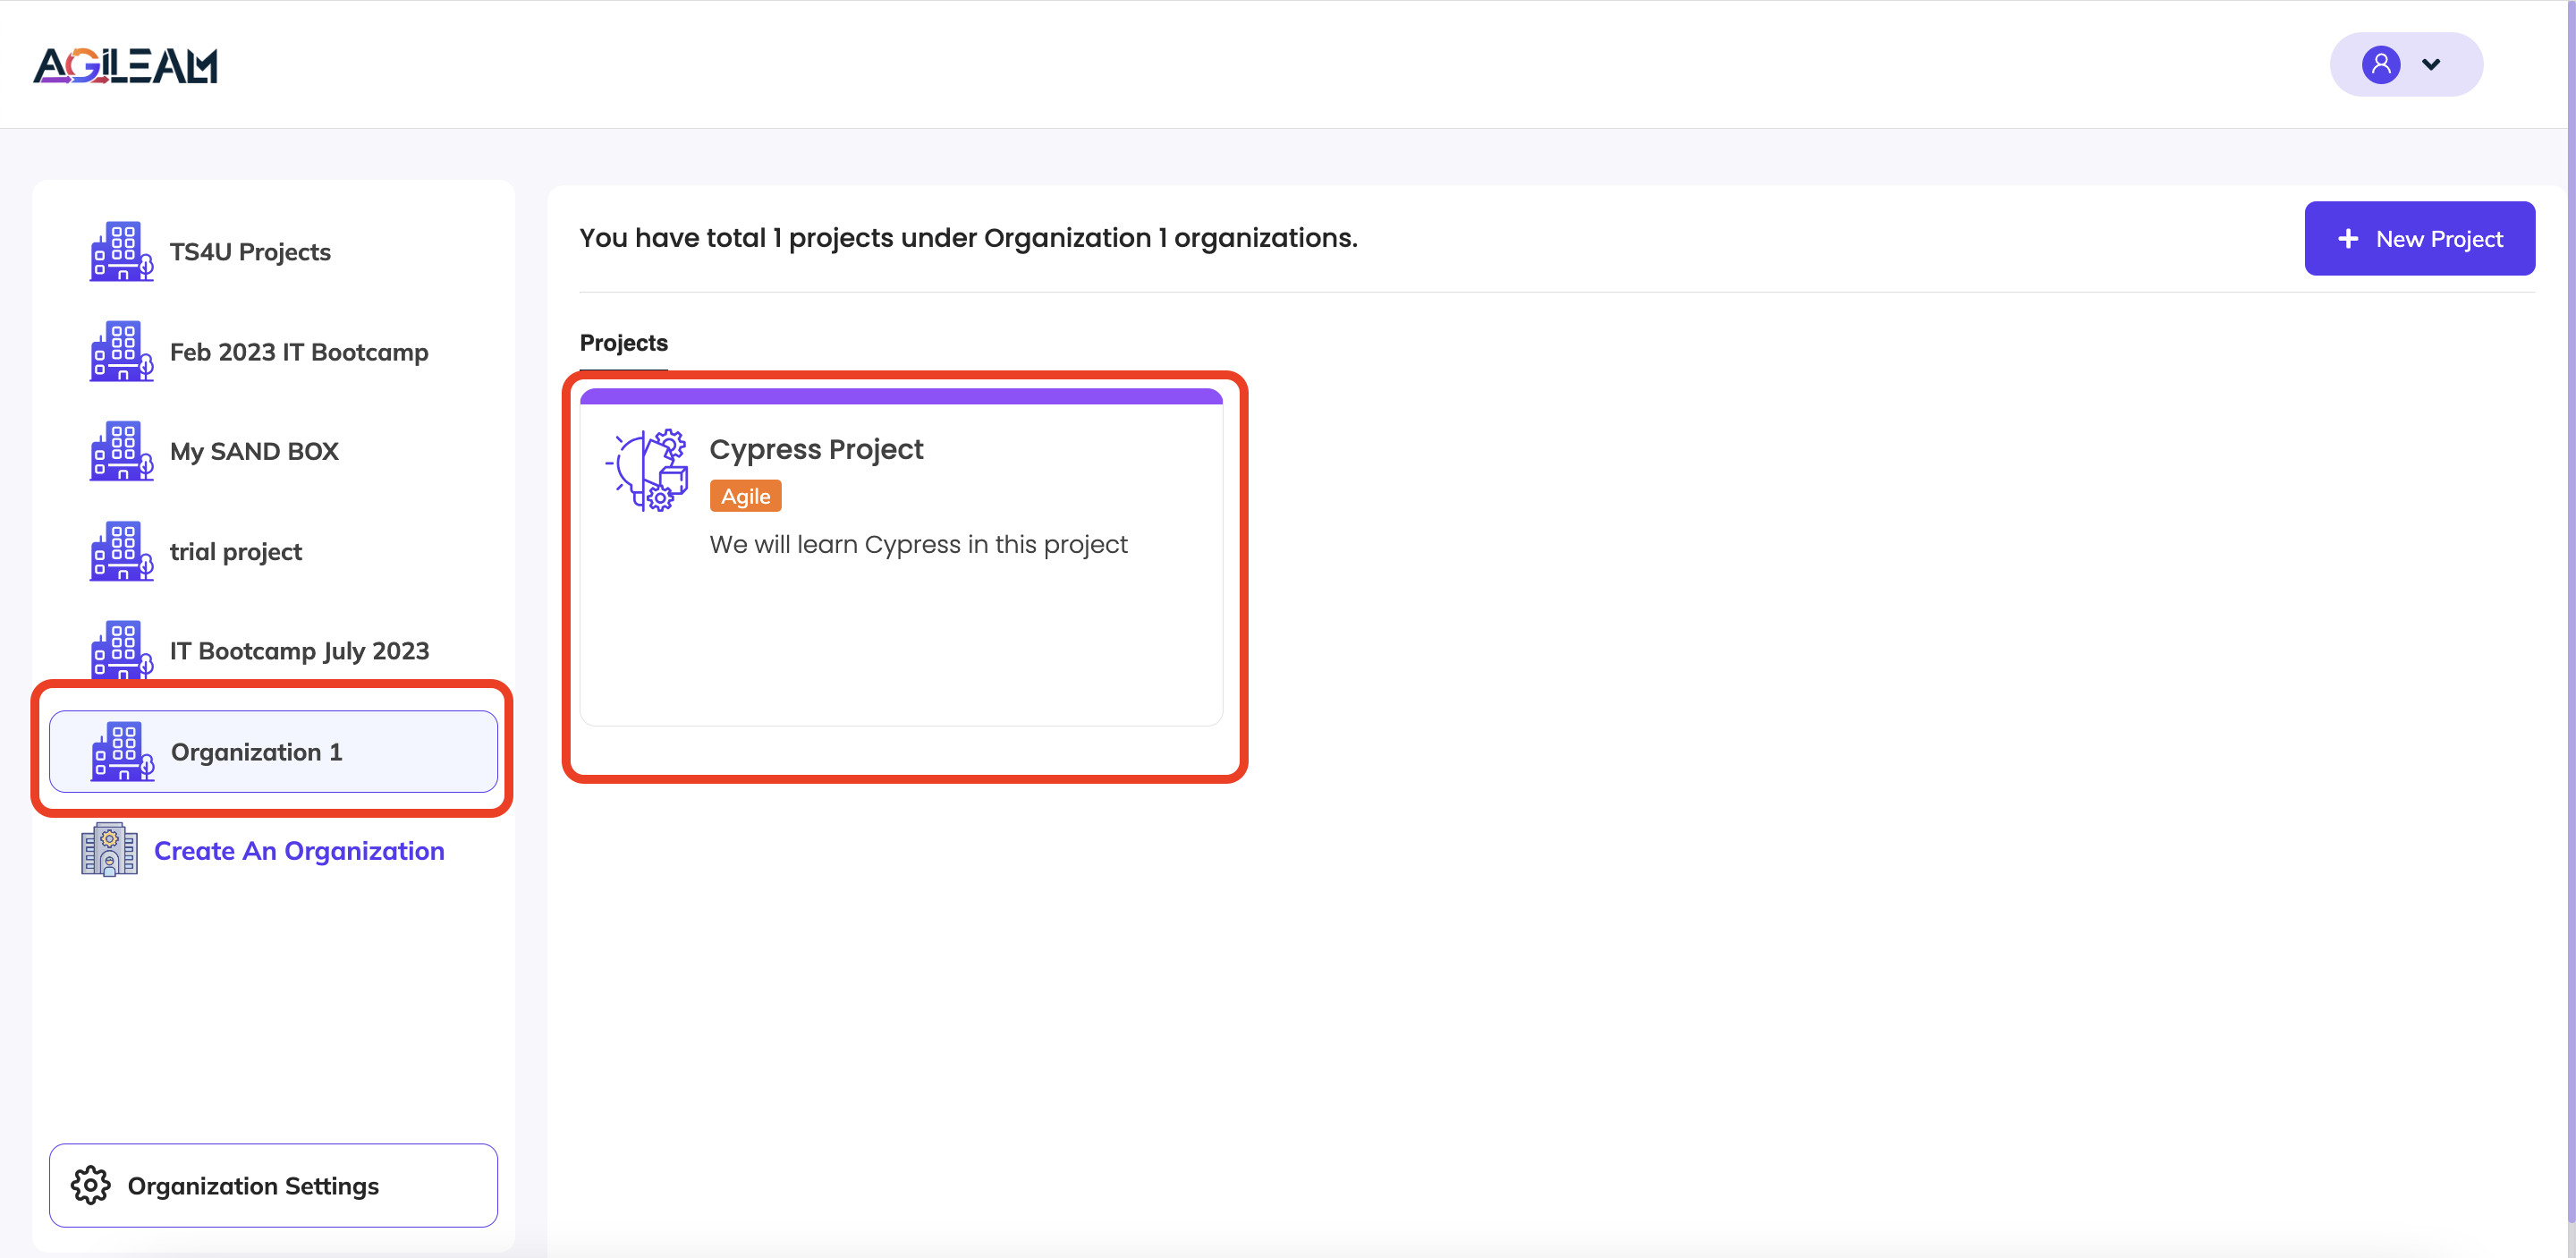 AGILEAM
TS4U Projects
Feb 2023 IT Bootcamp
My SAND BOX
trial project
IT Bootcamp July 2023
Organization 1
Create An Organization
Organization Settings
You have total 1 projects under Organization 1 organizations.
New Project
Projects
Cypress Project
Agile
We will learn Cypress in this project